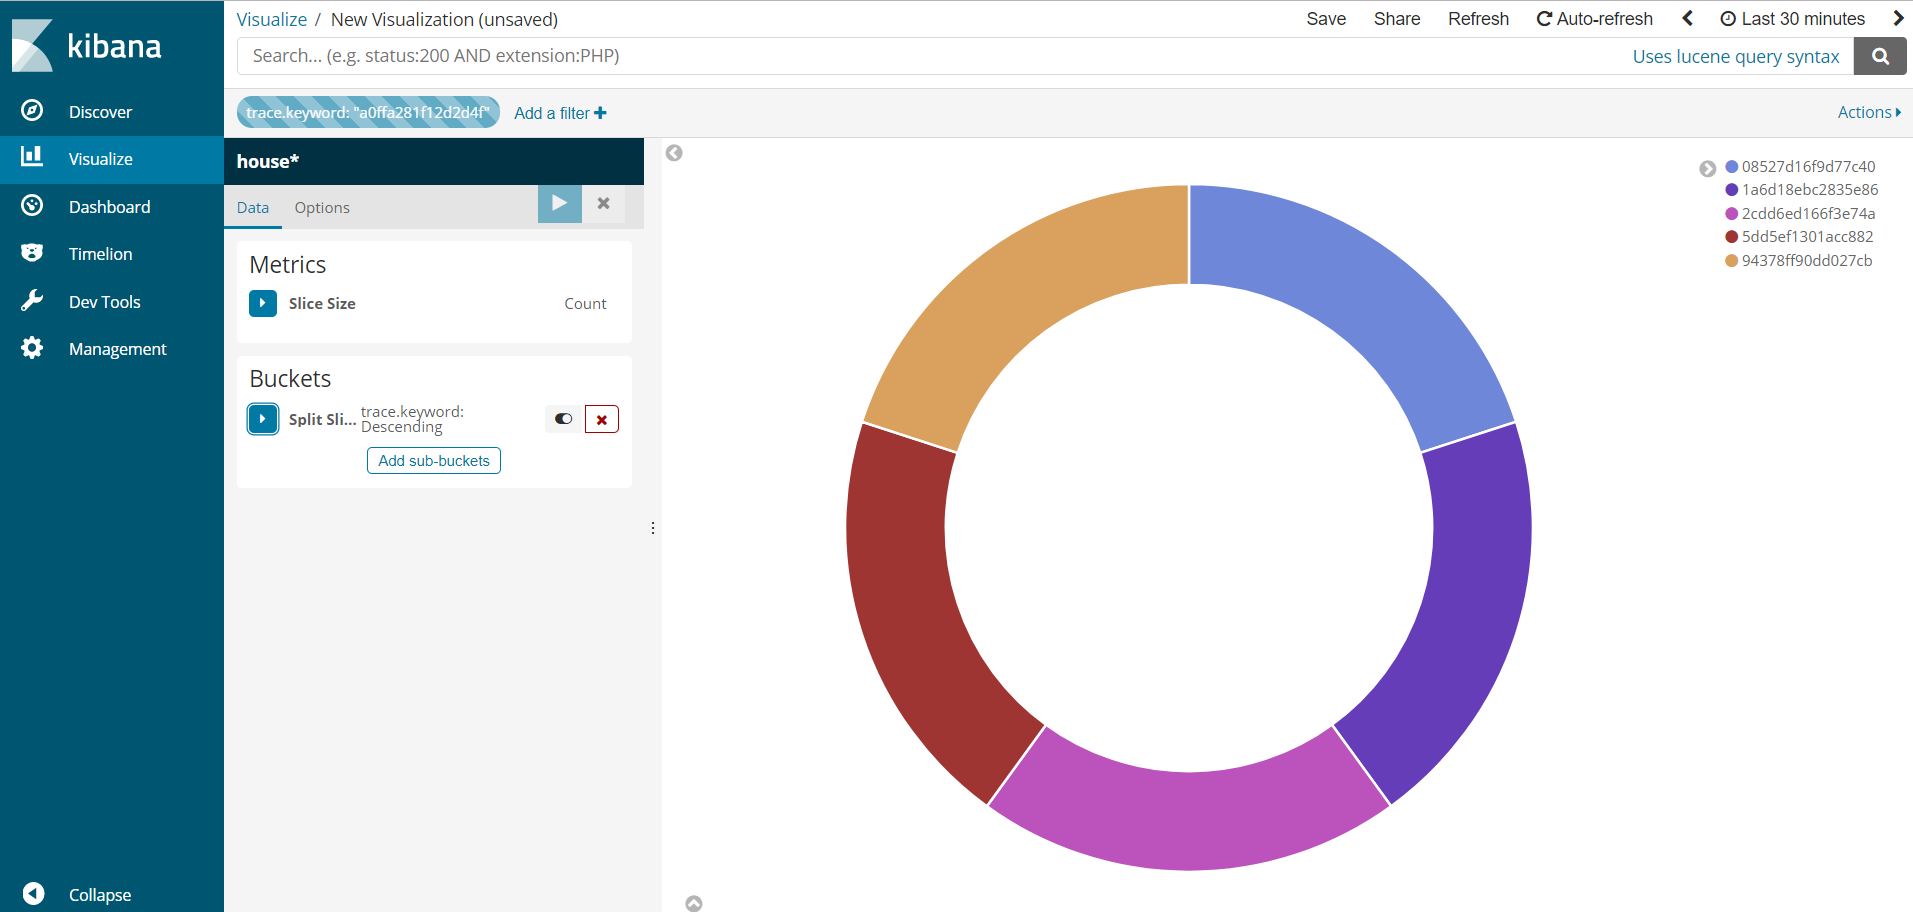 kibana
Discover
Visualize
Dashboard
Timelion
Dev Tools
Management
Collapse
Visualize / New Visualization (unsaved)
Save Share Refresh Auto-refresh Last 30 minutes
Search... (e.g. status:200 AND extension:PHP) Uses lucene query syntax
trace.keyword: "a0ffa281f12d2d4f" Add a filter Actions
house*
Data Options
Metrics
Slice Size Count
Buckets
Split Sli... trace.keyword:
Descending
Add sub-buckets
08527d16f9d77c40
1a6d18ebc2835e86
2cdd6ed166f3e74a
5dd5ef1301acc882
94378ff90dd027cb